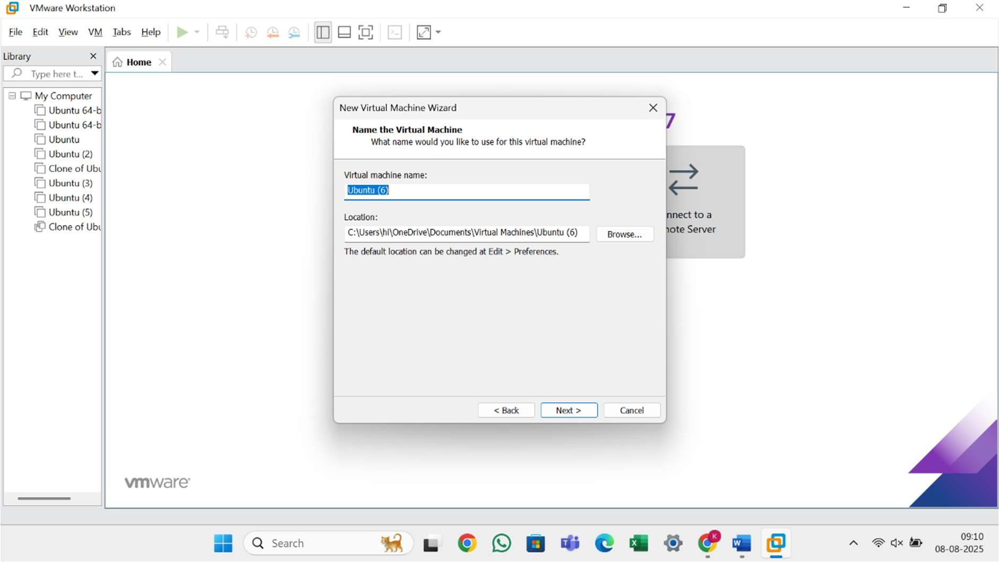 VMware Workstation
File Edit View VM Tabs Help
Library
Home
Type here t...
My Computer
Ubuntu 64-b
Ubuntu 64-b
Ubuntu
Ubuntu (2)
Clone of Ubu
Ubuntu (3)
Ubuntu (4)
Ubuntu (5)
Clone of Ubu
New Virtual Machine Wizard
Name the Virtual Machine
What name would you like to use for this virtual machine?
Virtual machine name:
Ubuntu (6)
Location:
C:\Users\hi\OneDrive\Documents\Virtual Machines\Ubuntu (6)
Browse...
The default location can be changed at Edit > Preferences.
< Back Next > Cancel
7
nnect to a
note Server
vmware
Search
K
09:10
08-08-2025